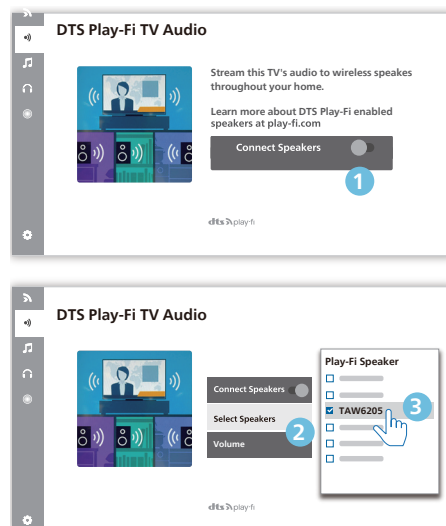 DTS Play-Fi TV Audio
Stream this TV's audio to wireless speakes
throughout your home.
Learn more about DTS Play-Fi enabled
speakers at play-fi.com
Connect Speakers
1
dts play-fi
DTS Play-Fi TV Audio
Connect Speakers
Select Speakers
2
Volume
Play-Fi Speaker
TAW6205
3
dts play-fi